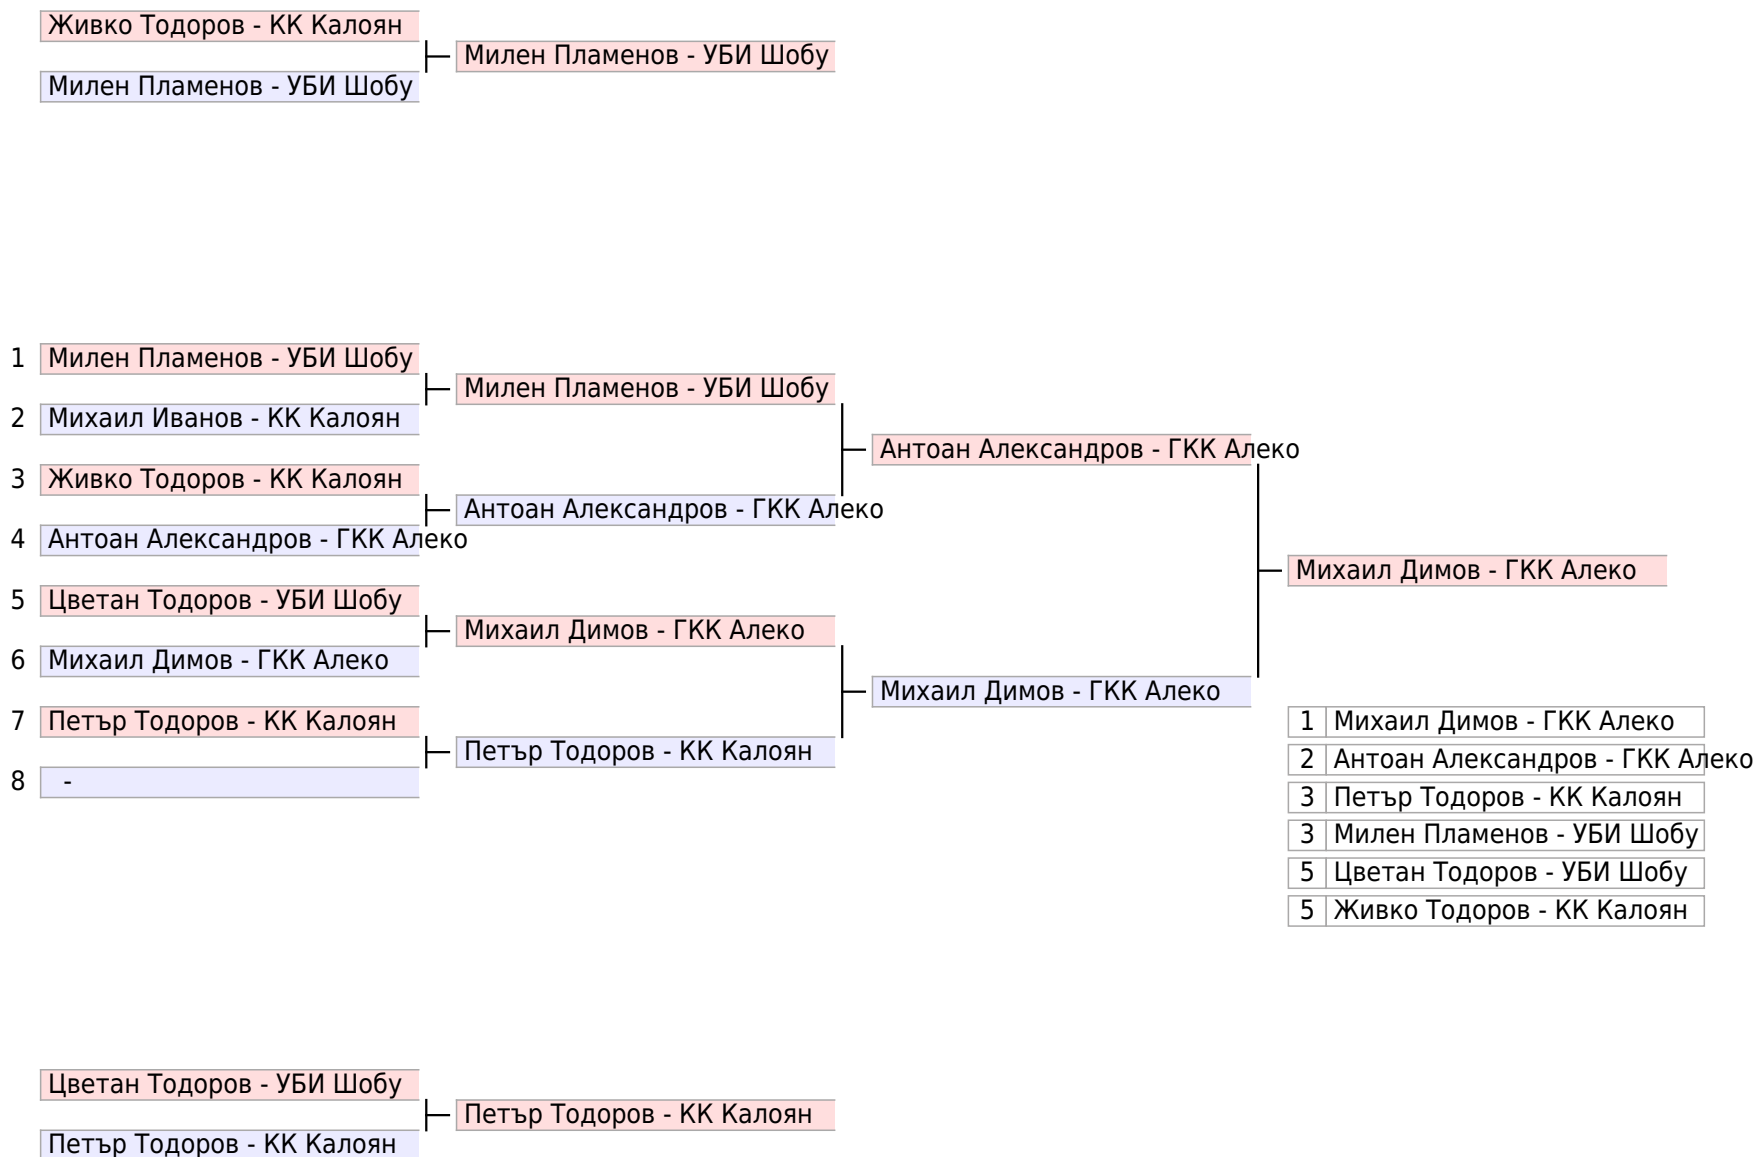 Живко Тодоров - КК Калоян
Милен Пламенов - УБИ Шобу
Милен Пламенов - УБИ Шобу
1 Милен Пламенов - УБИ Шобу
Милен Пламенов - УБИ Шобу
2 Михаил Иванов - КК Калоян
Антоан Александров - ГКК Алеко
3 Живко Тодоров - КК Калоян
Антоан Александров - ГКК Алеко
4 Антоан Александров - ГКК Алеко
Михаил Димов - ГКК Алеко
5 Цветан Тодоров - УБИ Шобу
Михаил Димов - ГКК Алеко
6 Михаил Димов - ГКК Алеко
Михаил Димов - ГКК Алеко
7 Петър Тодоров - КК Калоян
Петър Тодоров - КК Калоян
8 -
1 Михаил Димов - ГКК Алеко
2 Антоан Александров - ГКК Алеко
3 Петър Тодоров - КК Калоян
3 Милен Пламенов - УБИ Шобу
5 Цветан Тодоров - УБИ Шобу
5 Живко Тодоров - КК Калоян
Цветан Тодоров - УБИ Шобу
Петър Тодоров - КК Калоян
Петър Тодоров - КК Калоян